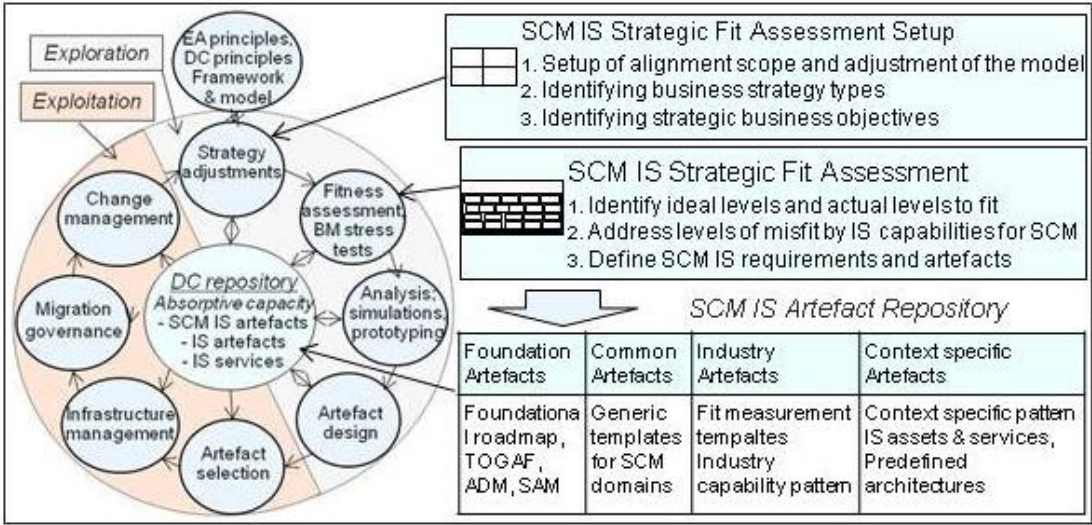 Exploration
Exploitation
EA principles,
DC principles
Framework
& model
Strategy
adjustments
Fitness
assessment,
BM stress
tests
Analysis;
simulations,
prototyping
Artefact
design
Artefact
selection
Infrastructure
management
Migration
governance
Change
management
DC repository
Absorptive capacity
- SCM IS artefacts
- IS artefacts
- IS services
SCM IS Strategic Fit Assessment Setup
1. Setup of alignment scope and adjustment of the model
2. Identifying business strategy types
3. Identifying strategic business objectives
SCM IS Strategic Fit Assessment
1. Identify ideal levels and actual levels to fit
2. Address levels of misfit by IS capabilities for SCM
3. Define SCM IS requirements and artefacts
SCM IS Artefact Repository
Foundation
Artefacts
Common
Artefacts
Industry
Artefacts
Context specific
Artefacts
Foundationa
l roadmap,
TOGAF,
ADM, SAM
Generic
templates
for SCM
domains
Fit measurement
tempaltes
Industry
capability pattern
Context specific pattern
IS assets & services,
Predefined
architectures